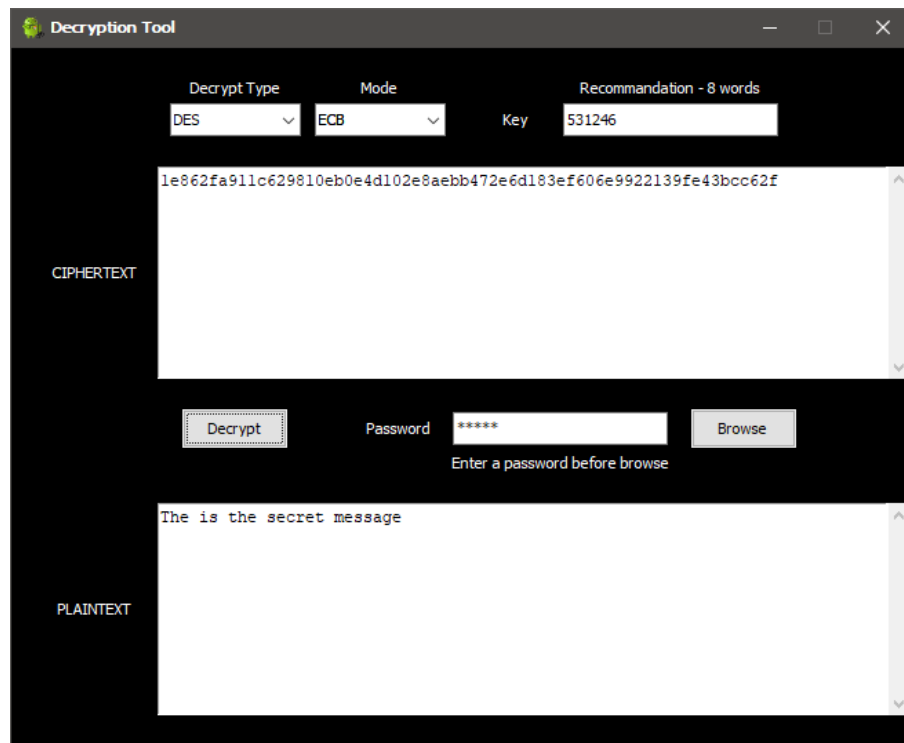 Decryption Tool
Decrypt Type Mode Recommandation - 8 words
DES ECB Key 531246
1e862fa911c629810eb0e4d102e8aebb472e6d183ef606e9922139fe43bcc62f
CIPHERTEXT
Decrypt Password ***** Browse
Enter a password before browse
The is the secret message
PLAINTEXT